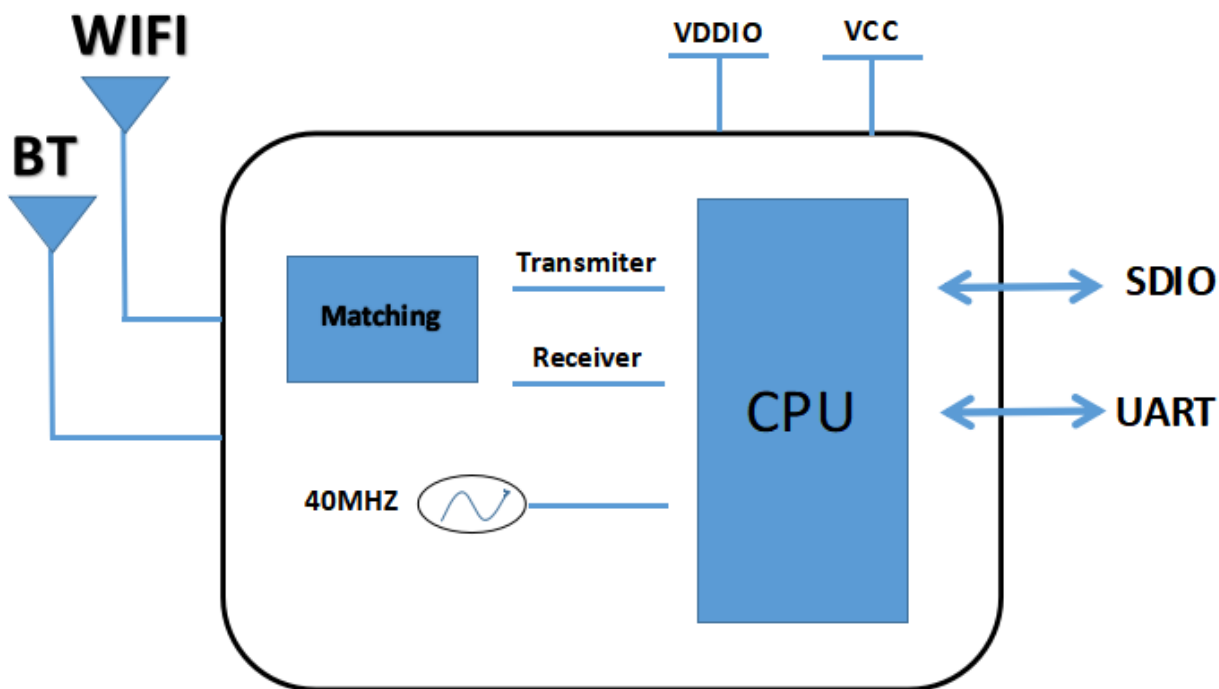 WIFI
VDDIO
VCC
BT
Transmiter
SDIO
Matching
Receiver
CPU
UART
40MHZ